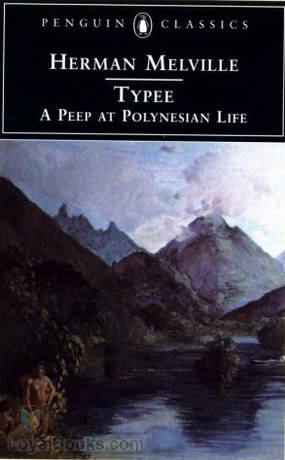 PENGUIN CLASSICS
HERMAN MELVILLE
TYPEE
A PEEP AT POLYNESIAN LIFE
LoyalBooks.com